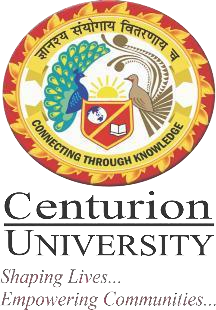 ज्ञानस्य संयोगाय वितरणाय च
CONNECTING THROUGH KNOWLEDGE
Centurion
UNIVERSITY
Shaping Lives...
Empowering Communities...